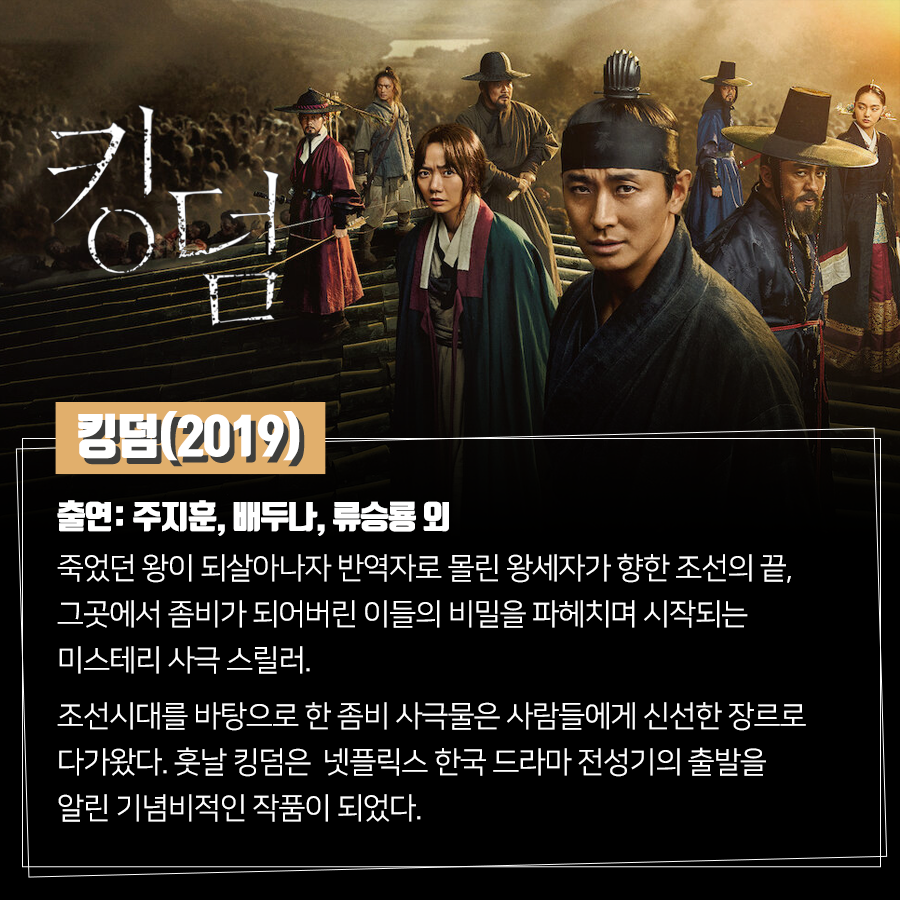 킹덤
킹덤(2019)
출연: 주지훈, 배두나, 류승룡 외
죽었던 왕이 되살아나자 반역자로 몰린 왕세자가 향한 조선의 끝,
그곳에서 좀비가 되어버린 이들의 비밀을 파헤치며 시작되는
미스테리 사극 스릴러.
조선시대를 바탕으로 한 좀비 사극물은 사람들에게 신선한 장르로
다가왔다. 훗날 킹덤은 넷플릭스 한국 드라마 전성기의 출발을
알린 기념비적인 작품이 되었다.